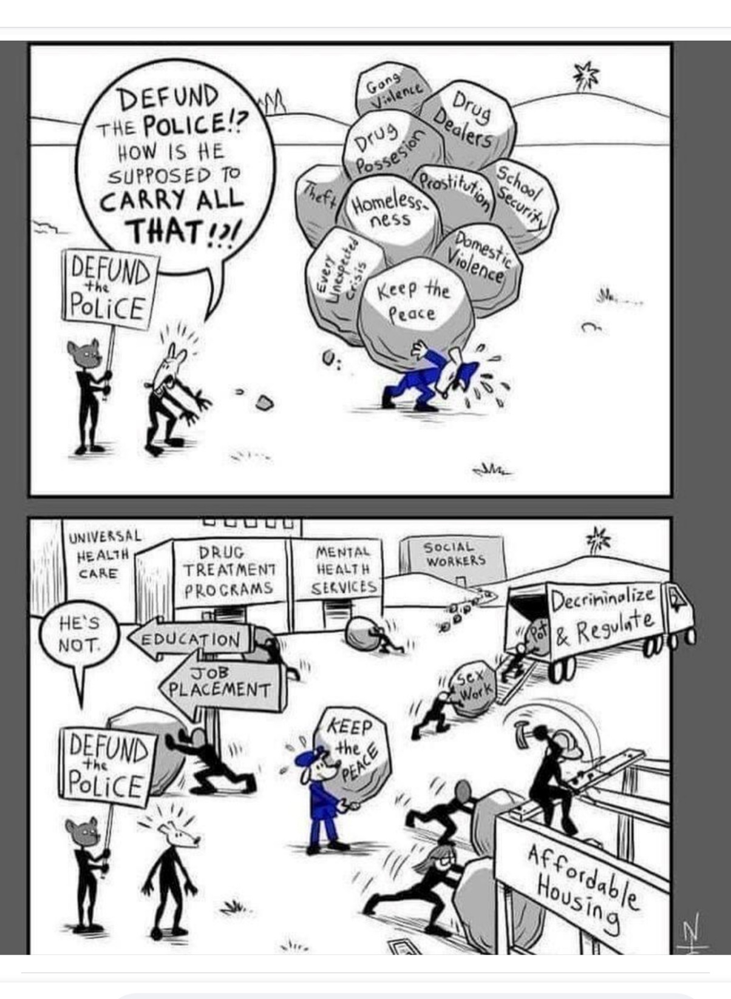 DEFUND
THE POLICE!?
HOW IS HE
SUPPOSED TO
CARRY ALL
THAT!?!
DEFUND
the
POLiCE
Gang
Violence
Drug
Dealers
Drug
Possesion
Theft
Homeless-
ness
Prostitution
School
Security
Every
Unexpected
Crisis
Domestic
Violence
Keep the
Peace
UNIVERSAL
HEALTH
CARE
DRUG
TREATMENT
PROGRAMS
MENTAL
HEALTH
SERVICES
SOCIAL
WORKERS
Decriminalize
& Regulate
Pot
HE'S
NOT.
EDUCATION
JOB
PLACEMENT
Sex
Work
DEFUND
the
POLiCE
KEEP
the
PEACE
Affordable
Housing